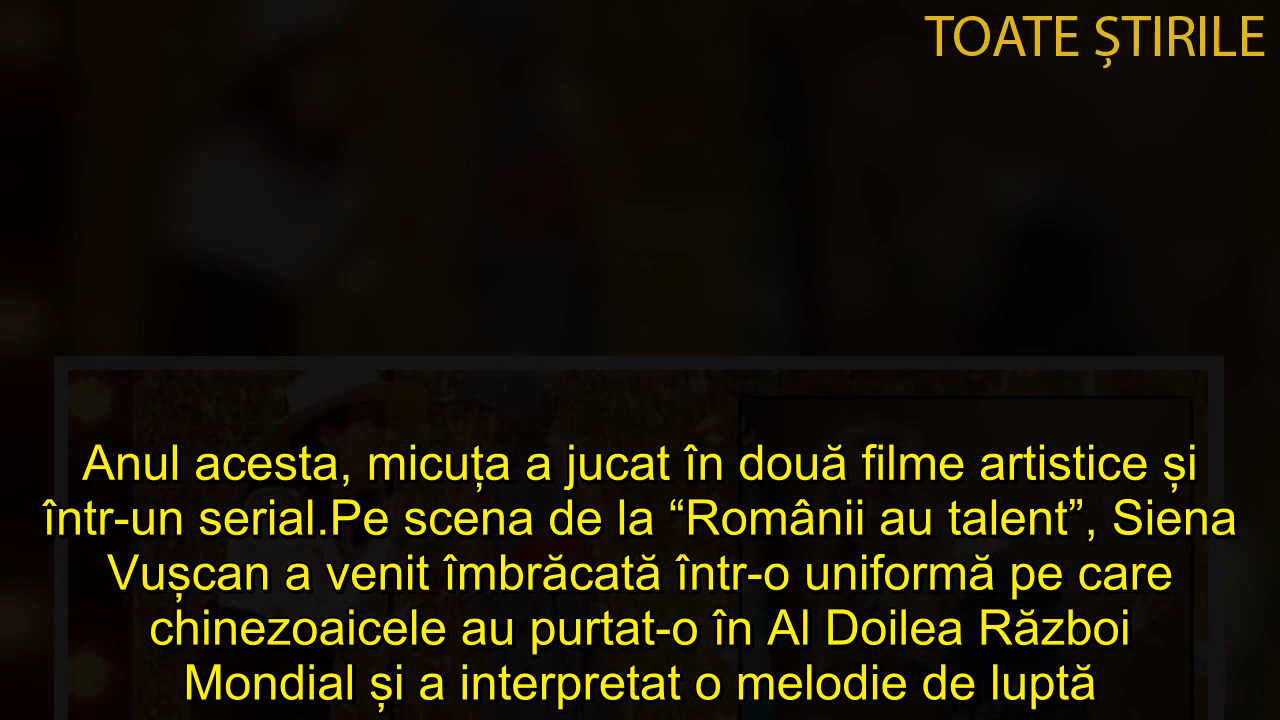 TOATE ȘTIRILE
Anul acesta, micuța a jucat în două filme artistice și
într-un serial.Pe scena de la “Românii au talent”, Siena
Vușcan a venit îmbrăcată într-o uniformă pe care
chinezoaicele au purtat-o în Al Doilea Război
Mondial și a interpretat o melodie de luptă